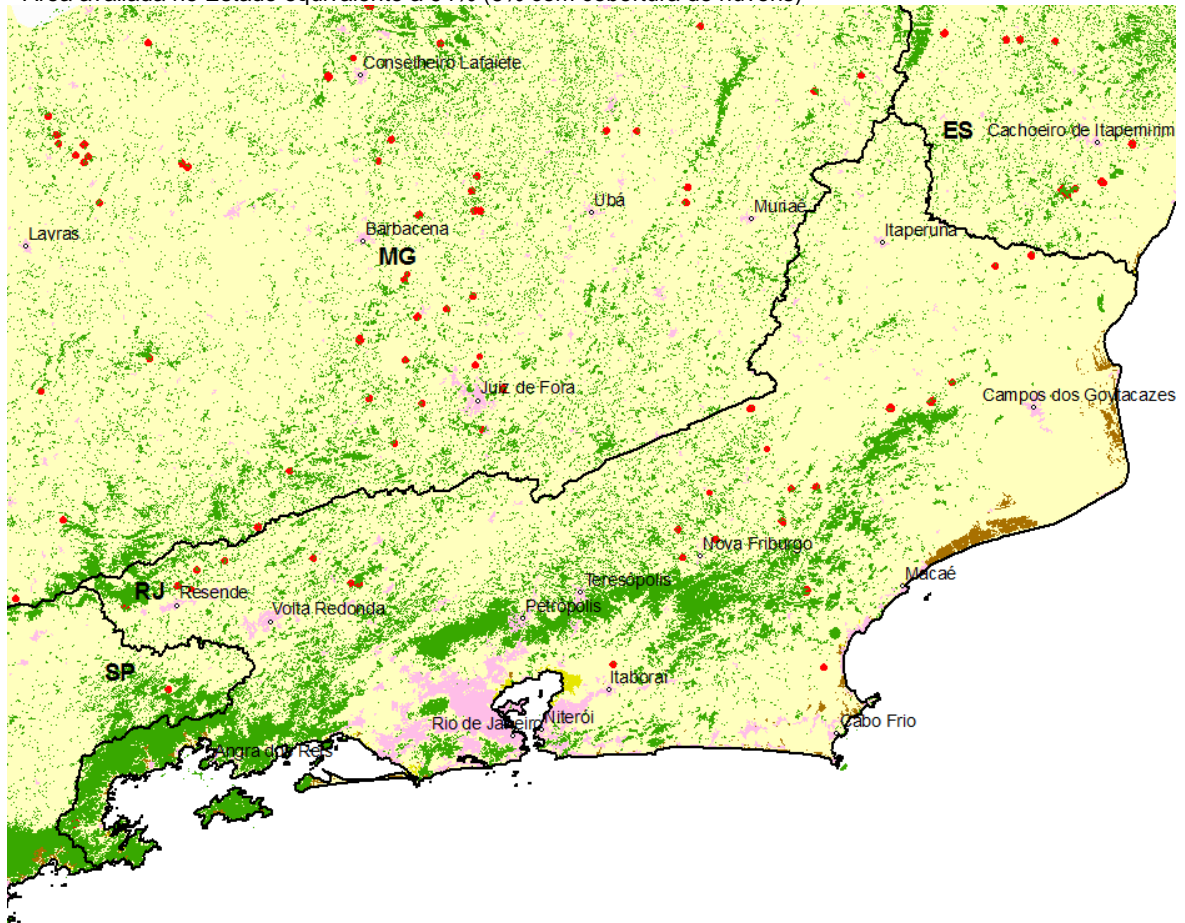 Conselheiro Lafaiete
ES
Cachoeiro de Itapemirim
Ubá
Muriaé
Lavras
Barbacena
Itaperuna
MG
Juiz de Fora
Campos dos Goytacazes
Nova Friburgo
Macaé
Teresópolis
RJ
Resende
Volta Redonda
Petrópolis
SP
Itaboraí
Rio de Janeiro
Niterói
Cabo Frio
Angra dos Reis